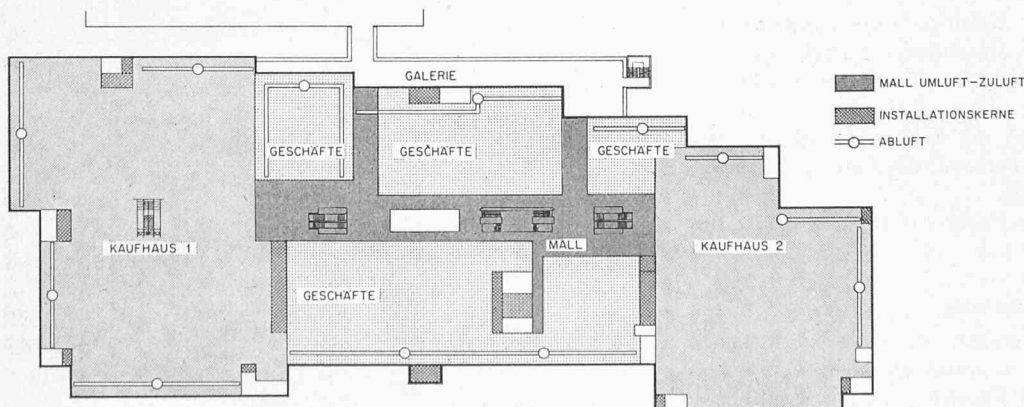 GALERIE
MALL UMLUFT-ZULUFT
INSTALLATIONSKERNE
ABLUFT
GESCHÄFTE
GESCHÄFTE
GESCHÄFTE
KAUFHAUS 1
MALL
KAUFHAUS 2
GESCHÄFTE